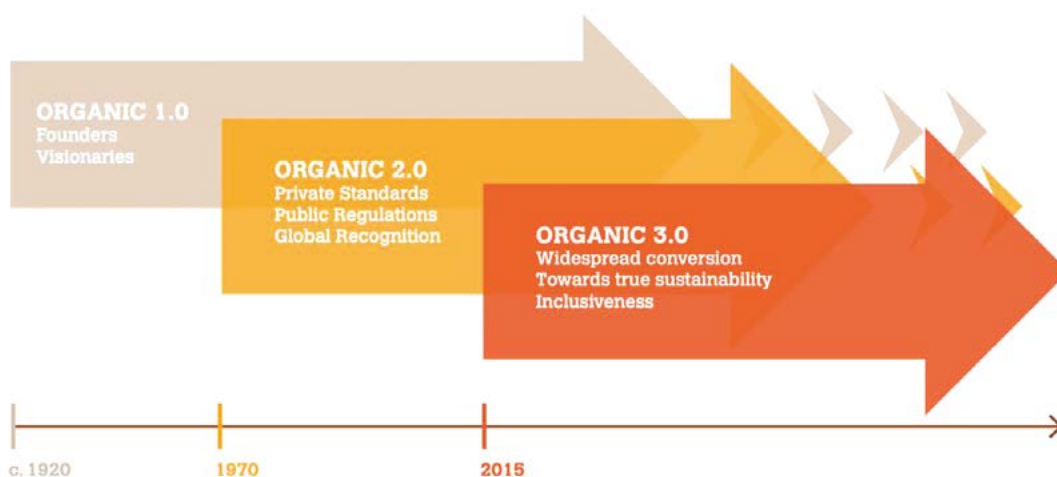 ORGANIC 1.0
Founders
Visionaries
ORGANIC 2.0
Private Standards
Public Regulations
Global Recognition
ORGANIC 3.0
Widespread conversion
Towards true sustainability
Inclusiveness
c. 1920
1970
2015